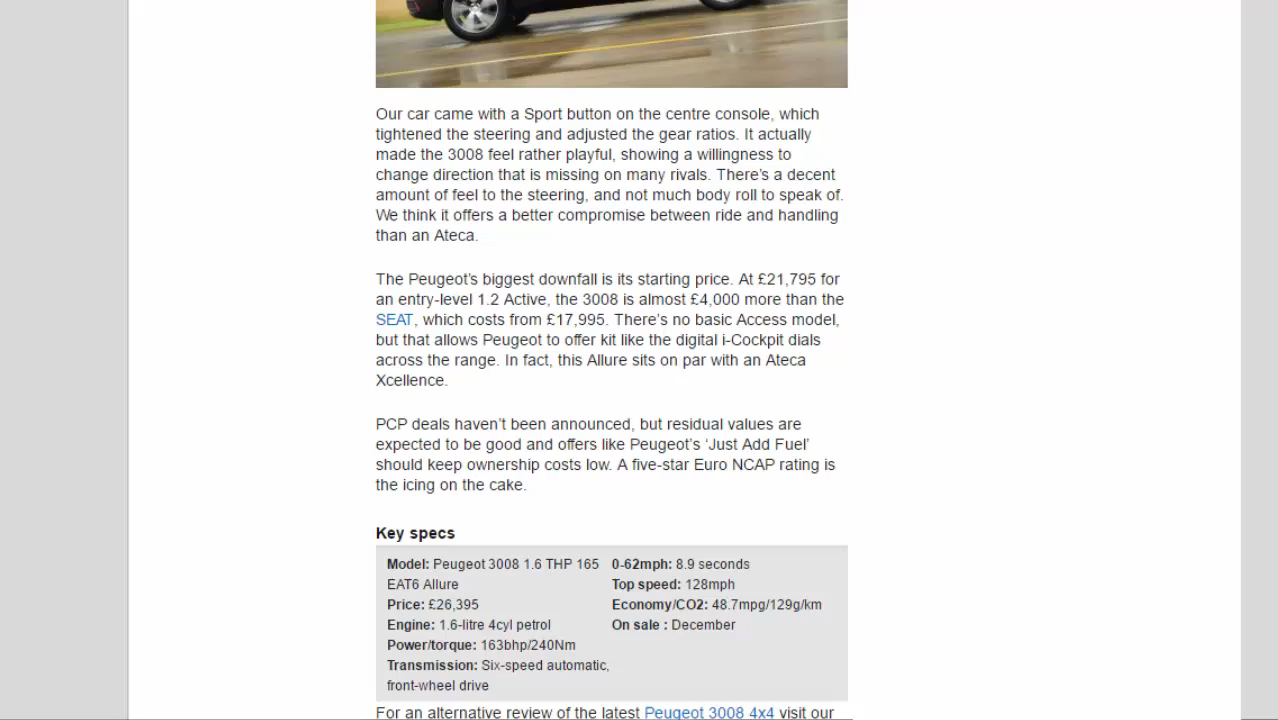 Our car came with a Sport button on the centre console, which
tightened the steering and adjusted the gear ratios. It actually
made the 3008 feel rather playful, showing a willingness to
change direction that is missing on many rivals. There's a decent
amount of feel to the steering, and not much body roll to speak of.
We think it offers a better compromise between ride and handling
than an Ateca.
The Peugeot's biggest downfall is its starting price. At £21,795 for
an entry-level 1.2 Active, the 3008 is almost £4,000 more than the
SEAT, which costs from £17,995. There's no basic Access model,
but that allows Peugeot to offer kit like the digital i-Cockpit dials
across the range. In fact, this Allure sits on par with an Ateca
Xcellence.
PCP deals haven't been announced, but residual values are
expected to be good and offers like Peugeot's ‘Just Add Fuel’
should keep ownership costs low. A five-star Euro NCAP rating is
the icing on the cake.
Key specs
Model: Peugeot 3008 1.6 THP 165
EAT6 Allure
Price: £26,395
Engine: 1.6-litre 4cyl petrol
Power/torque: 163bhp/240Nm
Transmission: Six-speed automatic,
front-wheel drive
0-62mph: 8.9 seconds
Top speed: 128mph
Economy/CO2: 48.7mpg/129g/km
On sale : December
For an alternative review of the latest Peugeot 3008 4x4 visit our